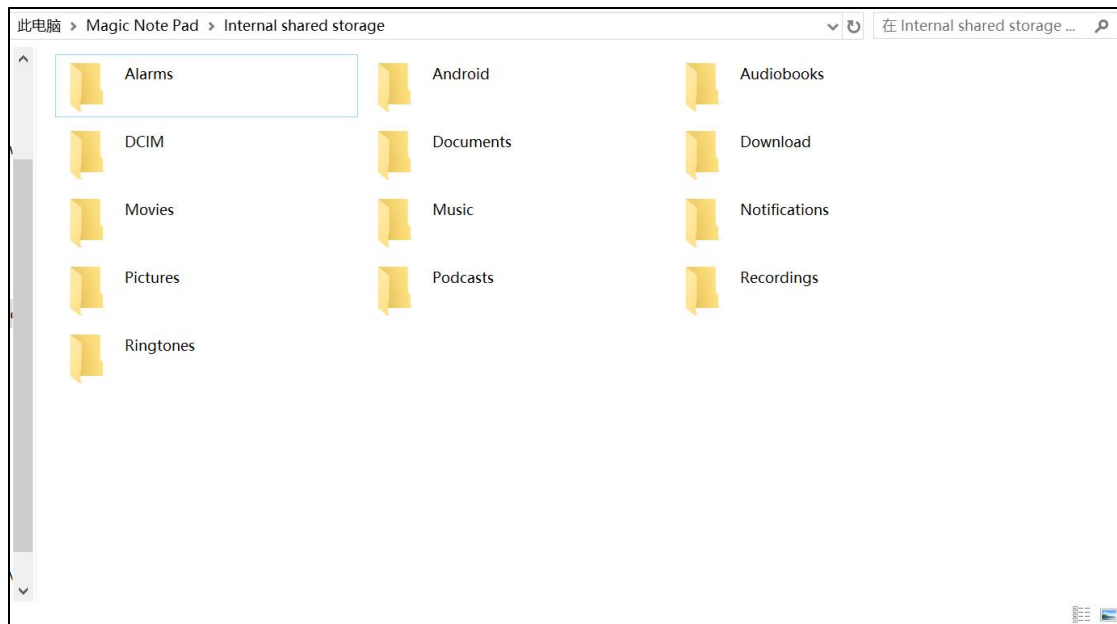 此电脑 > Magic Note Pad > Internal shared storage
在 Internal shared storage ...
Alarms Android Audiobooks
DCIM Documents Download
Movies Music Notifications
Pictures Podcasts Recordings
Ringtones